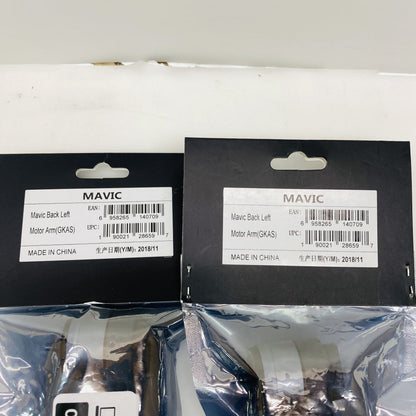 MAVIC
Mavic Back Left
EAN:
6 958265 140709
Motor Arm(GKAS)
UPC:
1 90021 28659 7
MADE IN CHINA
生产日期(Y/M): 2018/11
MAVIC
Mavic Back Left
EAN:
6 958265 140709
Motor Arm(GKAS)
UPC:
1 90021 28659 7
MADE IN CHINA
生产日期(Y/M): 2018/11